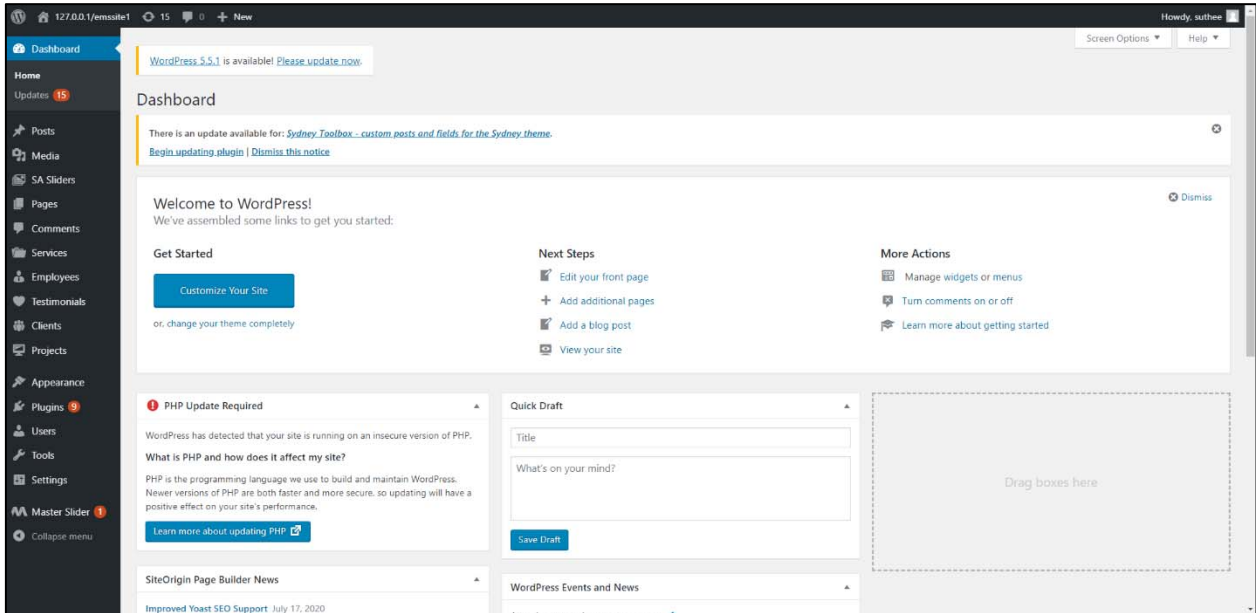 127.0.0.1/emssite1 15 0 New
Howdy, suthee
Screen Options Help
Dashboard
Home
Updates 15
Posts
Media
SA Sliders
Pages
Comments
Services
Employees
Testimonials
Clients
Projects
Appearance
Plugins 9
Users
Tools
Settings
Master Slider 1
Collapse menu
WordPress 5.5.1 is available! Please update now.
Dashboard
There is an update available for: Sydney Toolbox - custom posts and fields for the Sydney theme.
Begin updating plugin | Dismiss this notice
Welcome to WordPress!
Dismiss
We've assembled some links to get you started:
Get Started
Customize Your Site
or, change your theme completely
Next Steps
Edit your front page
Add additional pages
Add a blog post
View your site
More Actions
Manage widgets or menus
Turn comments on or off
Learn more about getting started
PHP Update Required
WordPress has detected that your site is running on an insecure version of PHP.
What is PHP and how does it affect my site?
PHP is the programming language we use to build and maintain WordPress.
Newer versions of PHP are both faster and more secure, so updating will have a
positive effect on your site's performance.
Learn more about updating PHP
SiteOrigin Page Builder News
Improved Yoast SEO Support July 17, 2020
Quick Draft
Title
What's on your mind?
Save Draft
WordPress Events and News
Drag boxes here